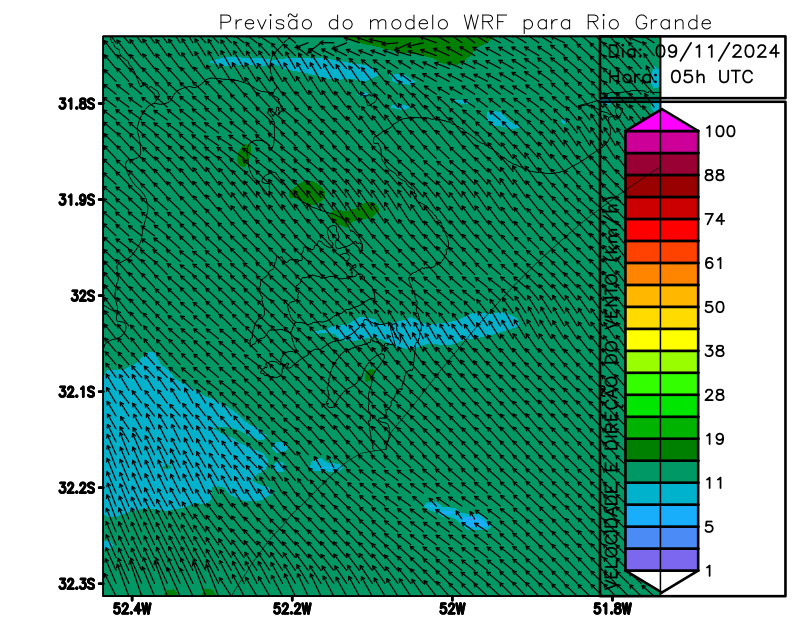 Previsão do modelo WRF para Rio Grande
Dia: 09/11/2024
Hora: 05h UTC
31.8S
31.9S
32S
32.1S
32.2S
32.3S
52.4W
52.2W
52W
51.8W
VELOCIDADE E DIREÇÃO DO VENTO (km/h)
100
88
74
61
50
38
28
19
11
5
1